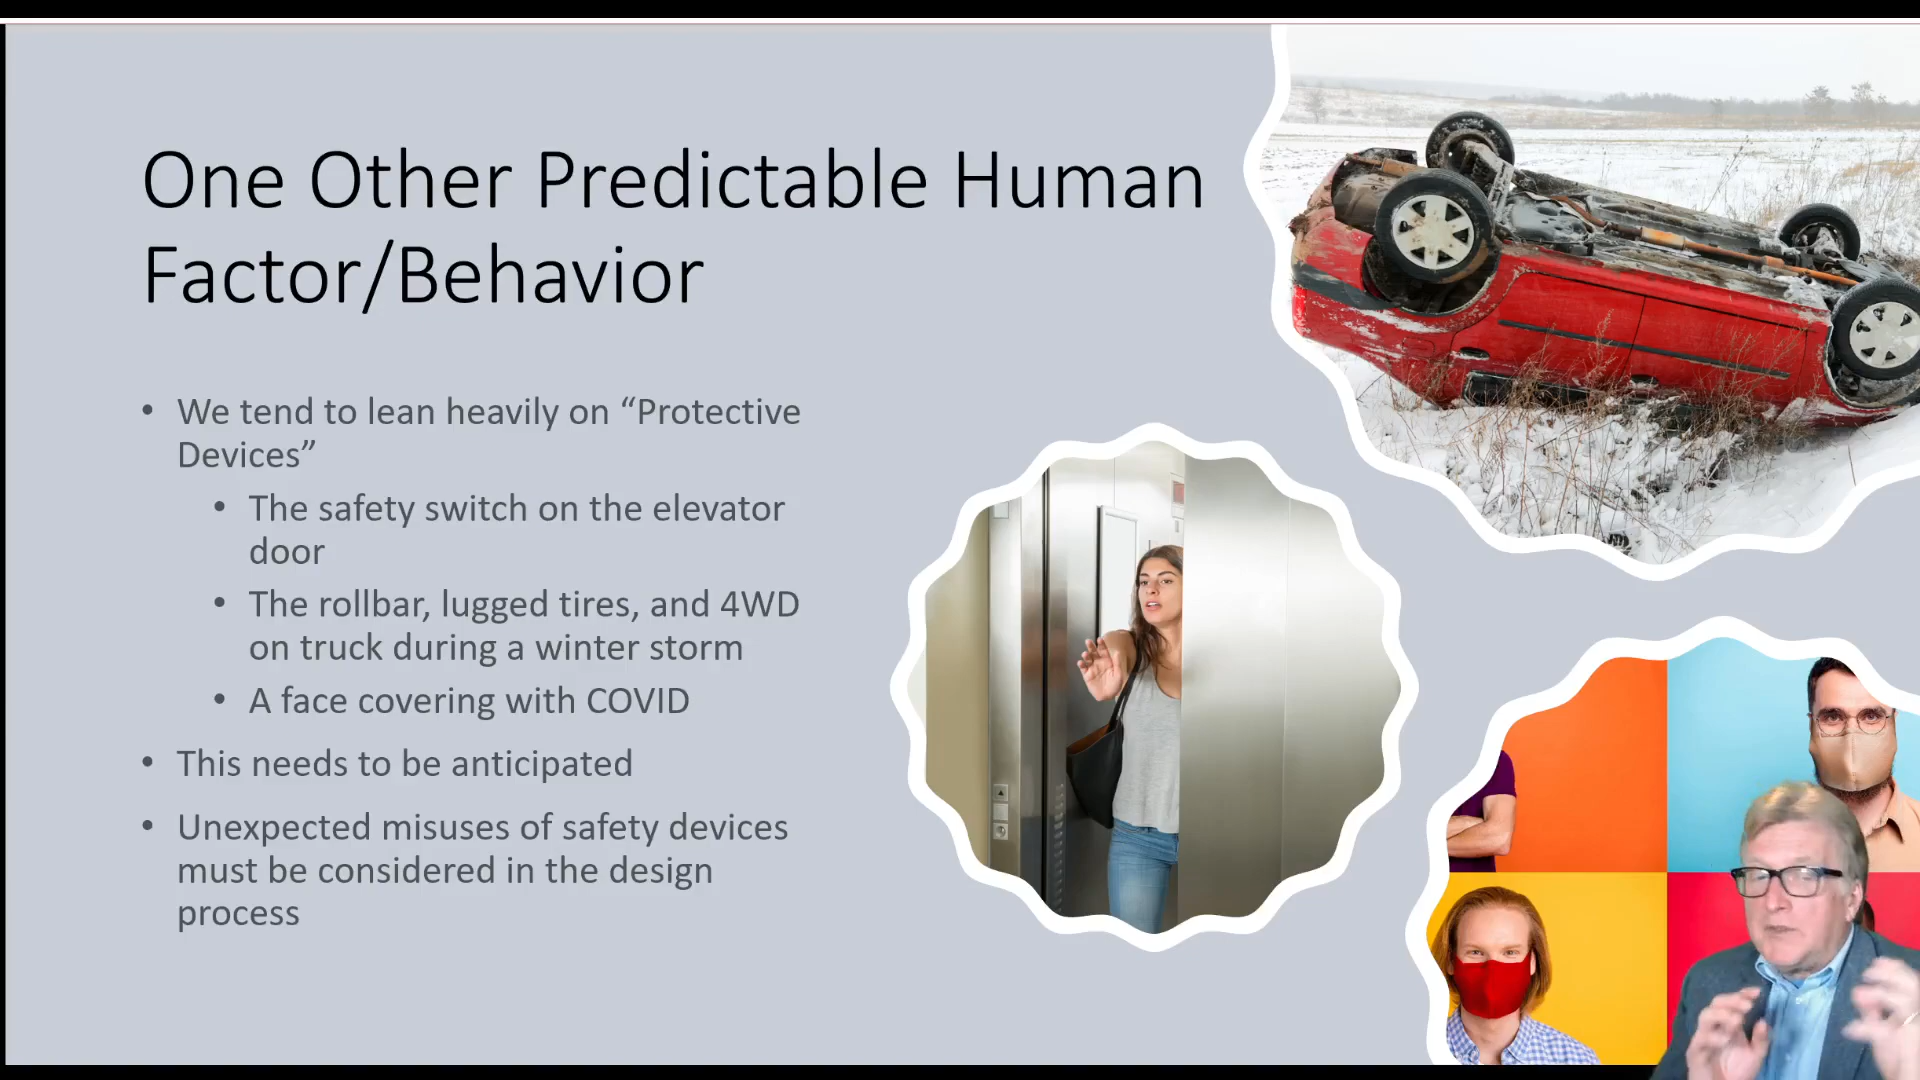 One Other Predictable Human
Factor/Behavior
• We tend to lean heavily on “Protective
Devices”
• The safety switch on the elevator
door
• The rollbar, lugged tires, and 4WD
on truck during a winter storm
• A face covering with COVID
• This needs to be anticipated
• Unexpected misuses of safety devices
must be considered in the design
process